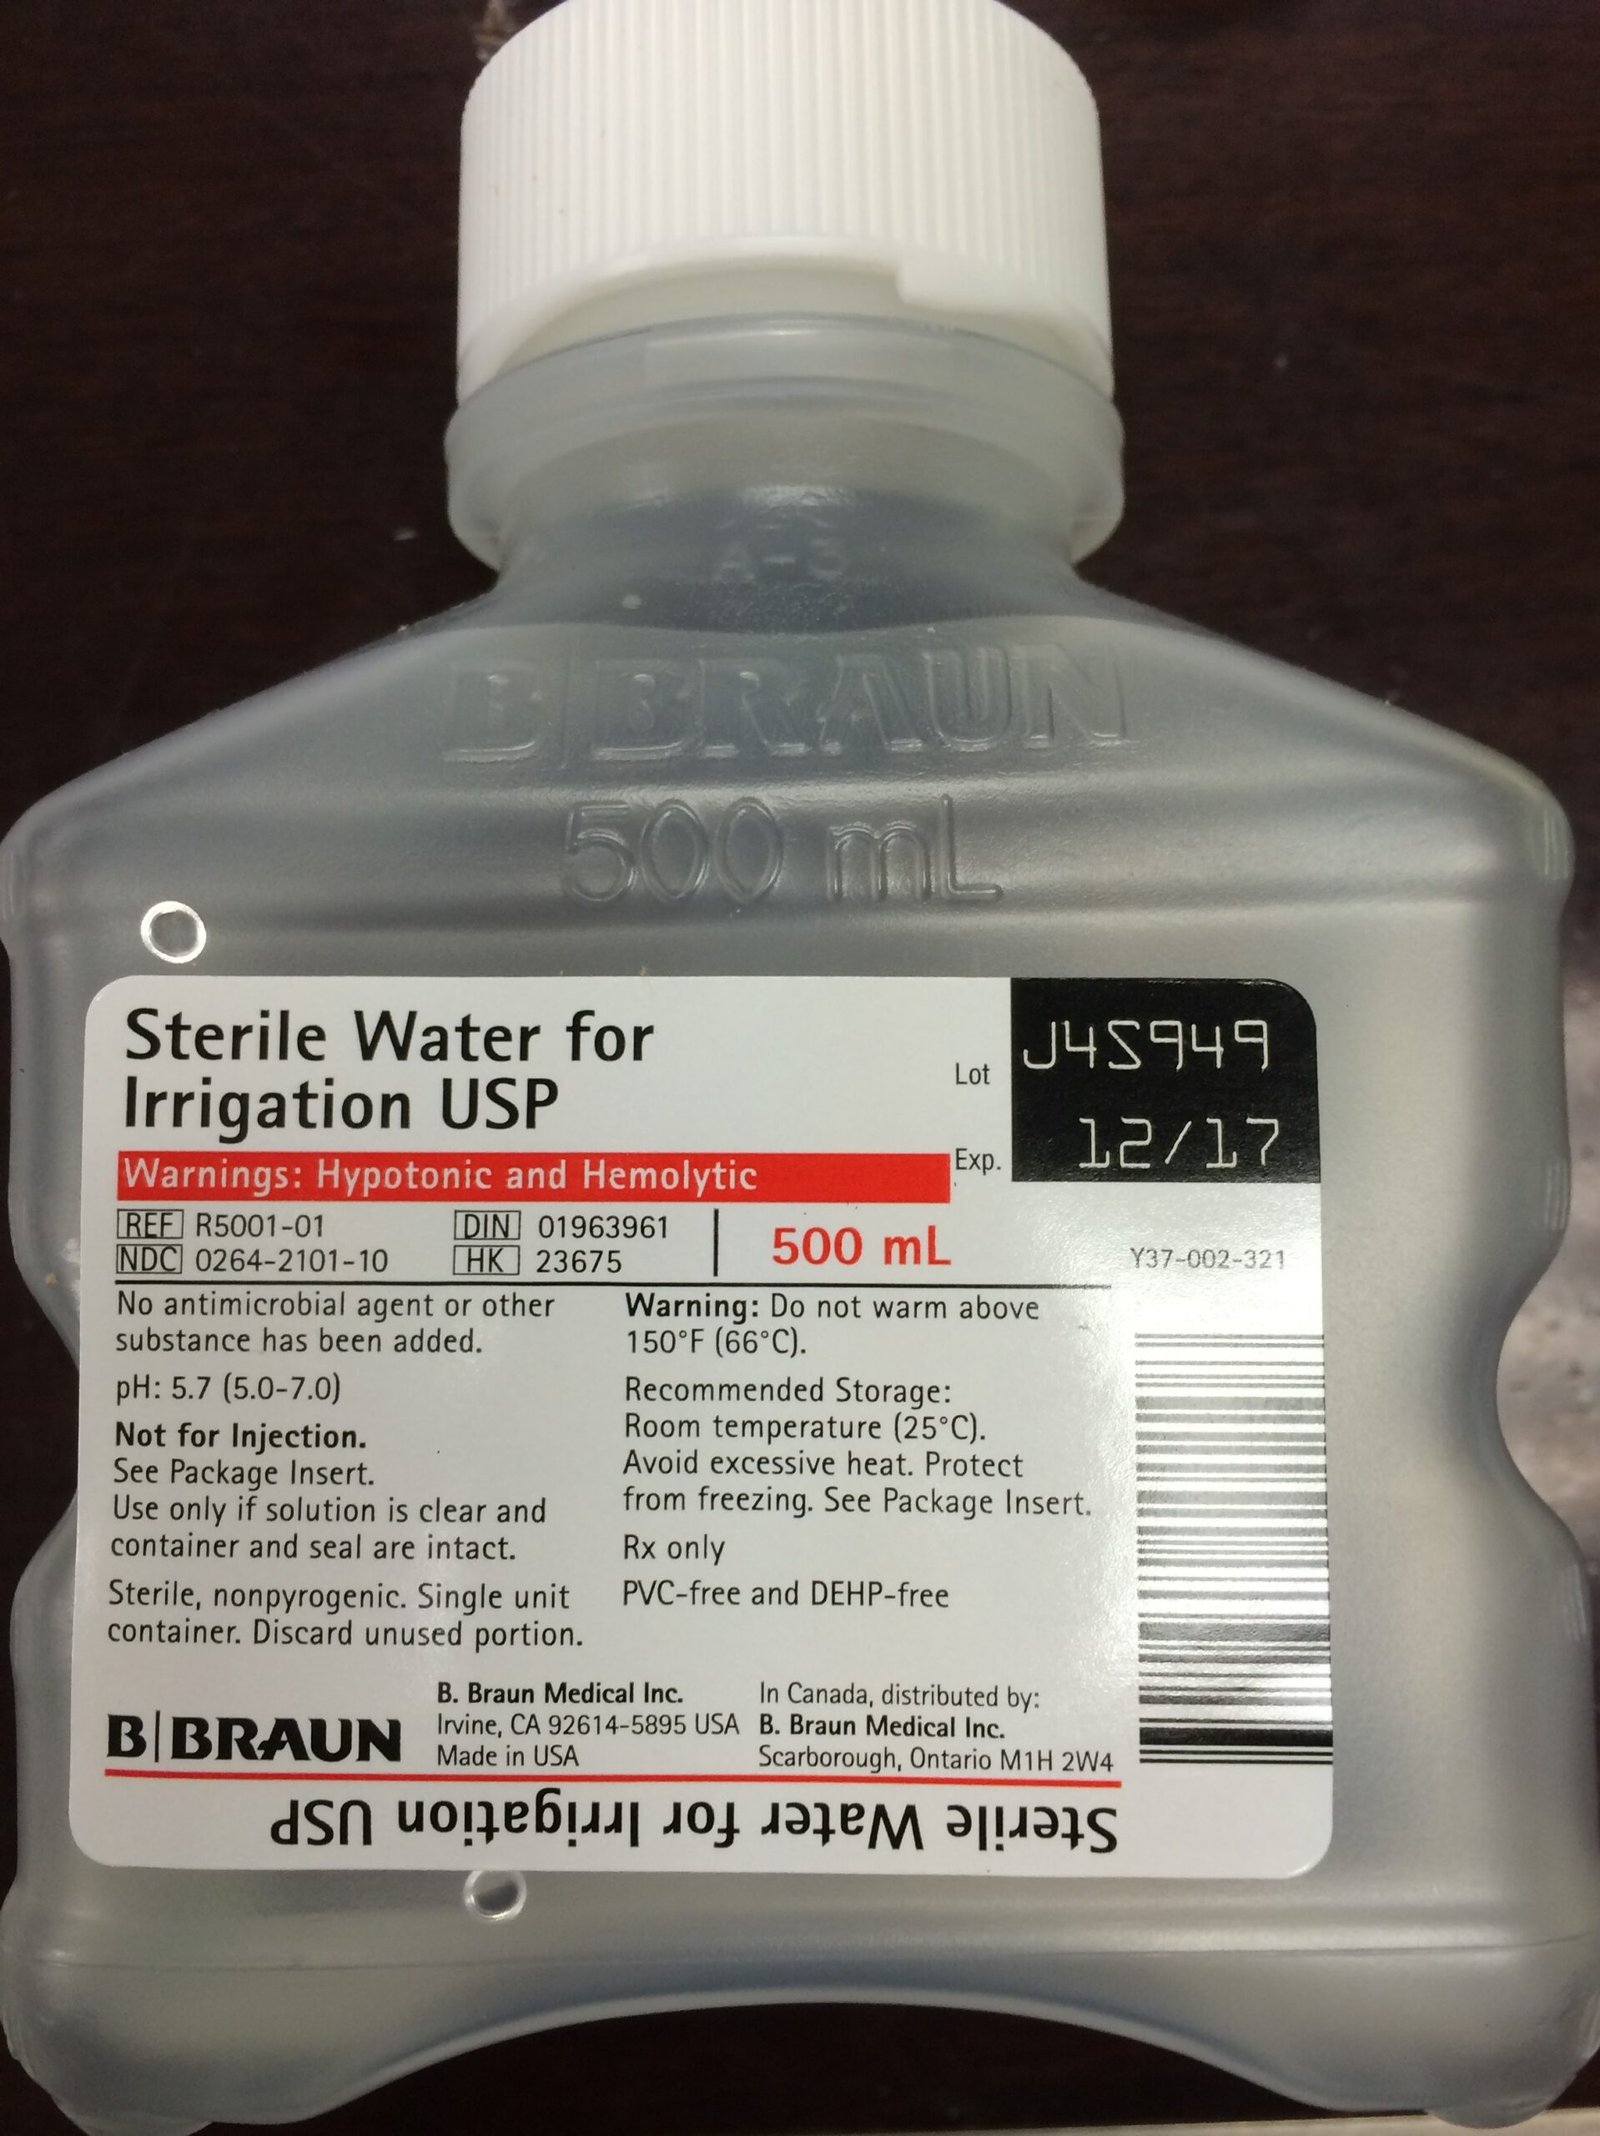 B|BRAUN
500 mL
Sterile Water for
Irrigation USP
Lot J4S949
Exp. 12/17
Warnings: Hypotonic and Hemolytic
REF R5001-01
NDC 0264-2101-10
DIN 01963961
HK 23675
500 mL
Y37-002-321
No antimicrobial agent or other
substance has been added.
pH: 5.7 (5.0-7.0)
Not for Injection.
See Package Insert.
Use only if solution is clear and
container and seal are intact.
Sterile, nonpyrogenic. Single unit
container. Discard unused portion.
Warning: Do not warm above
150°F (66°C).
Recommended Storage:
Room temperature (25°C).
Avoid excessive heat. Protect
from freezing. See Package Insert.
Rx only
PVC-free and DEHP-free
B|BRAUN
B. Braun Medical Inc.
Irvine, CA 92614-5895 USA
Made in USA
In Canada, distributed by:
B. Braun Medical Inc.
Scarborough, Ontario M1H 2W4
Sterile Water for Irrigation USP